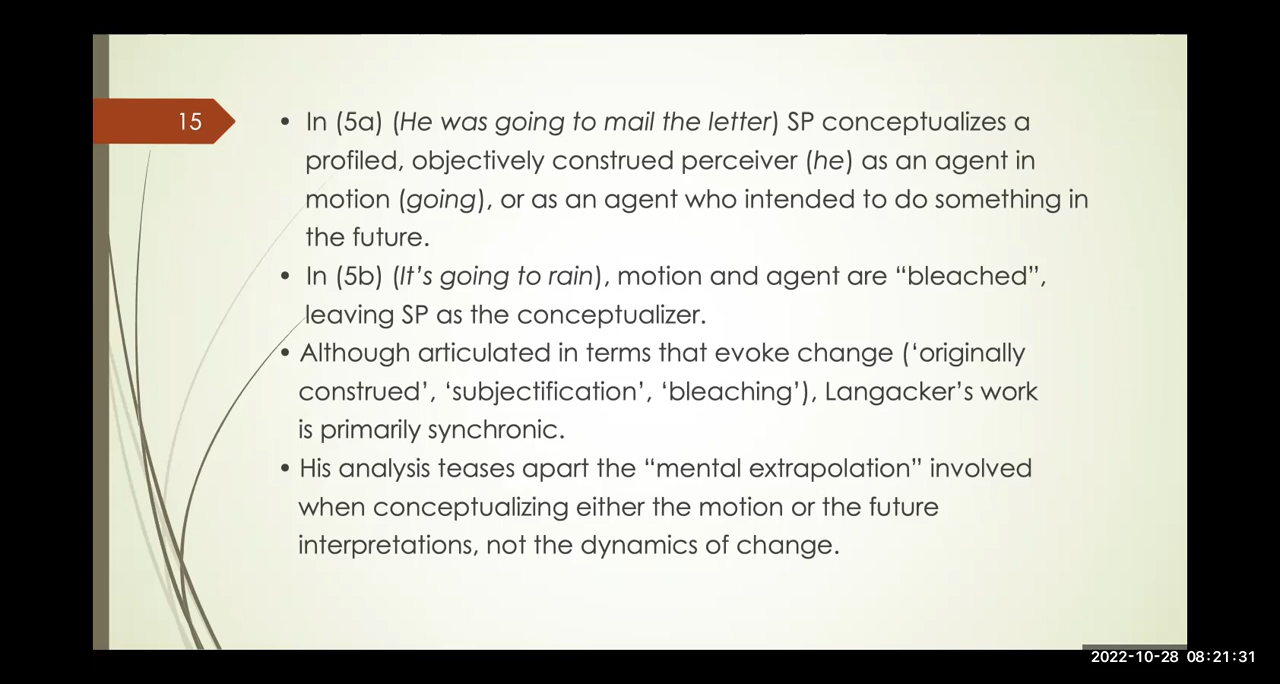 15
• In (5a) (He was going to mail the letter) SP conceptualizes a
profiled, objectively construed perceiver (he) as an agent in
motion (going), or as an agent who intended to do something in
the future.
• In (5b) (It’s going to rain), motion and agent are “bleached”,
leaving SP as the conceptualizer.
• Although articulated in terms that evoke change (‘originally
construed’, ‘subjectification’, ‘bleaching’), Langacker’s work
is primarily synchronic.
• His analysis teases apart the “mental extrapolation” involved
when conceptualizing either the motion or the future
interpretations, not the dynamics of change.
2022-10-28 08:21:31